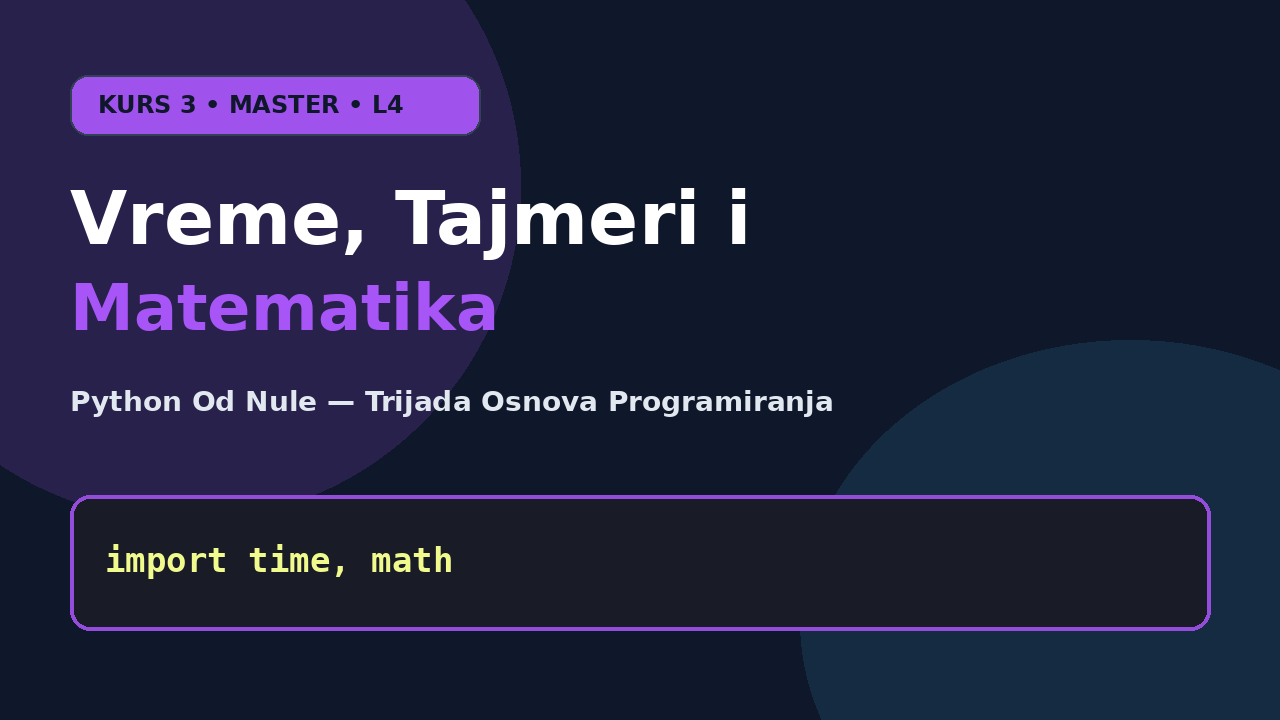 KURS 3 • MASTER • L4
Vreme, Tajmeri i
Matematika
Python Od Nule — Trijada Osnova Programiranja
import time, math